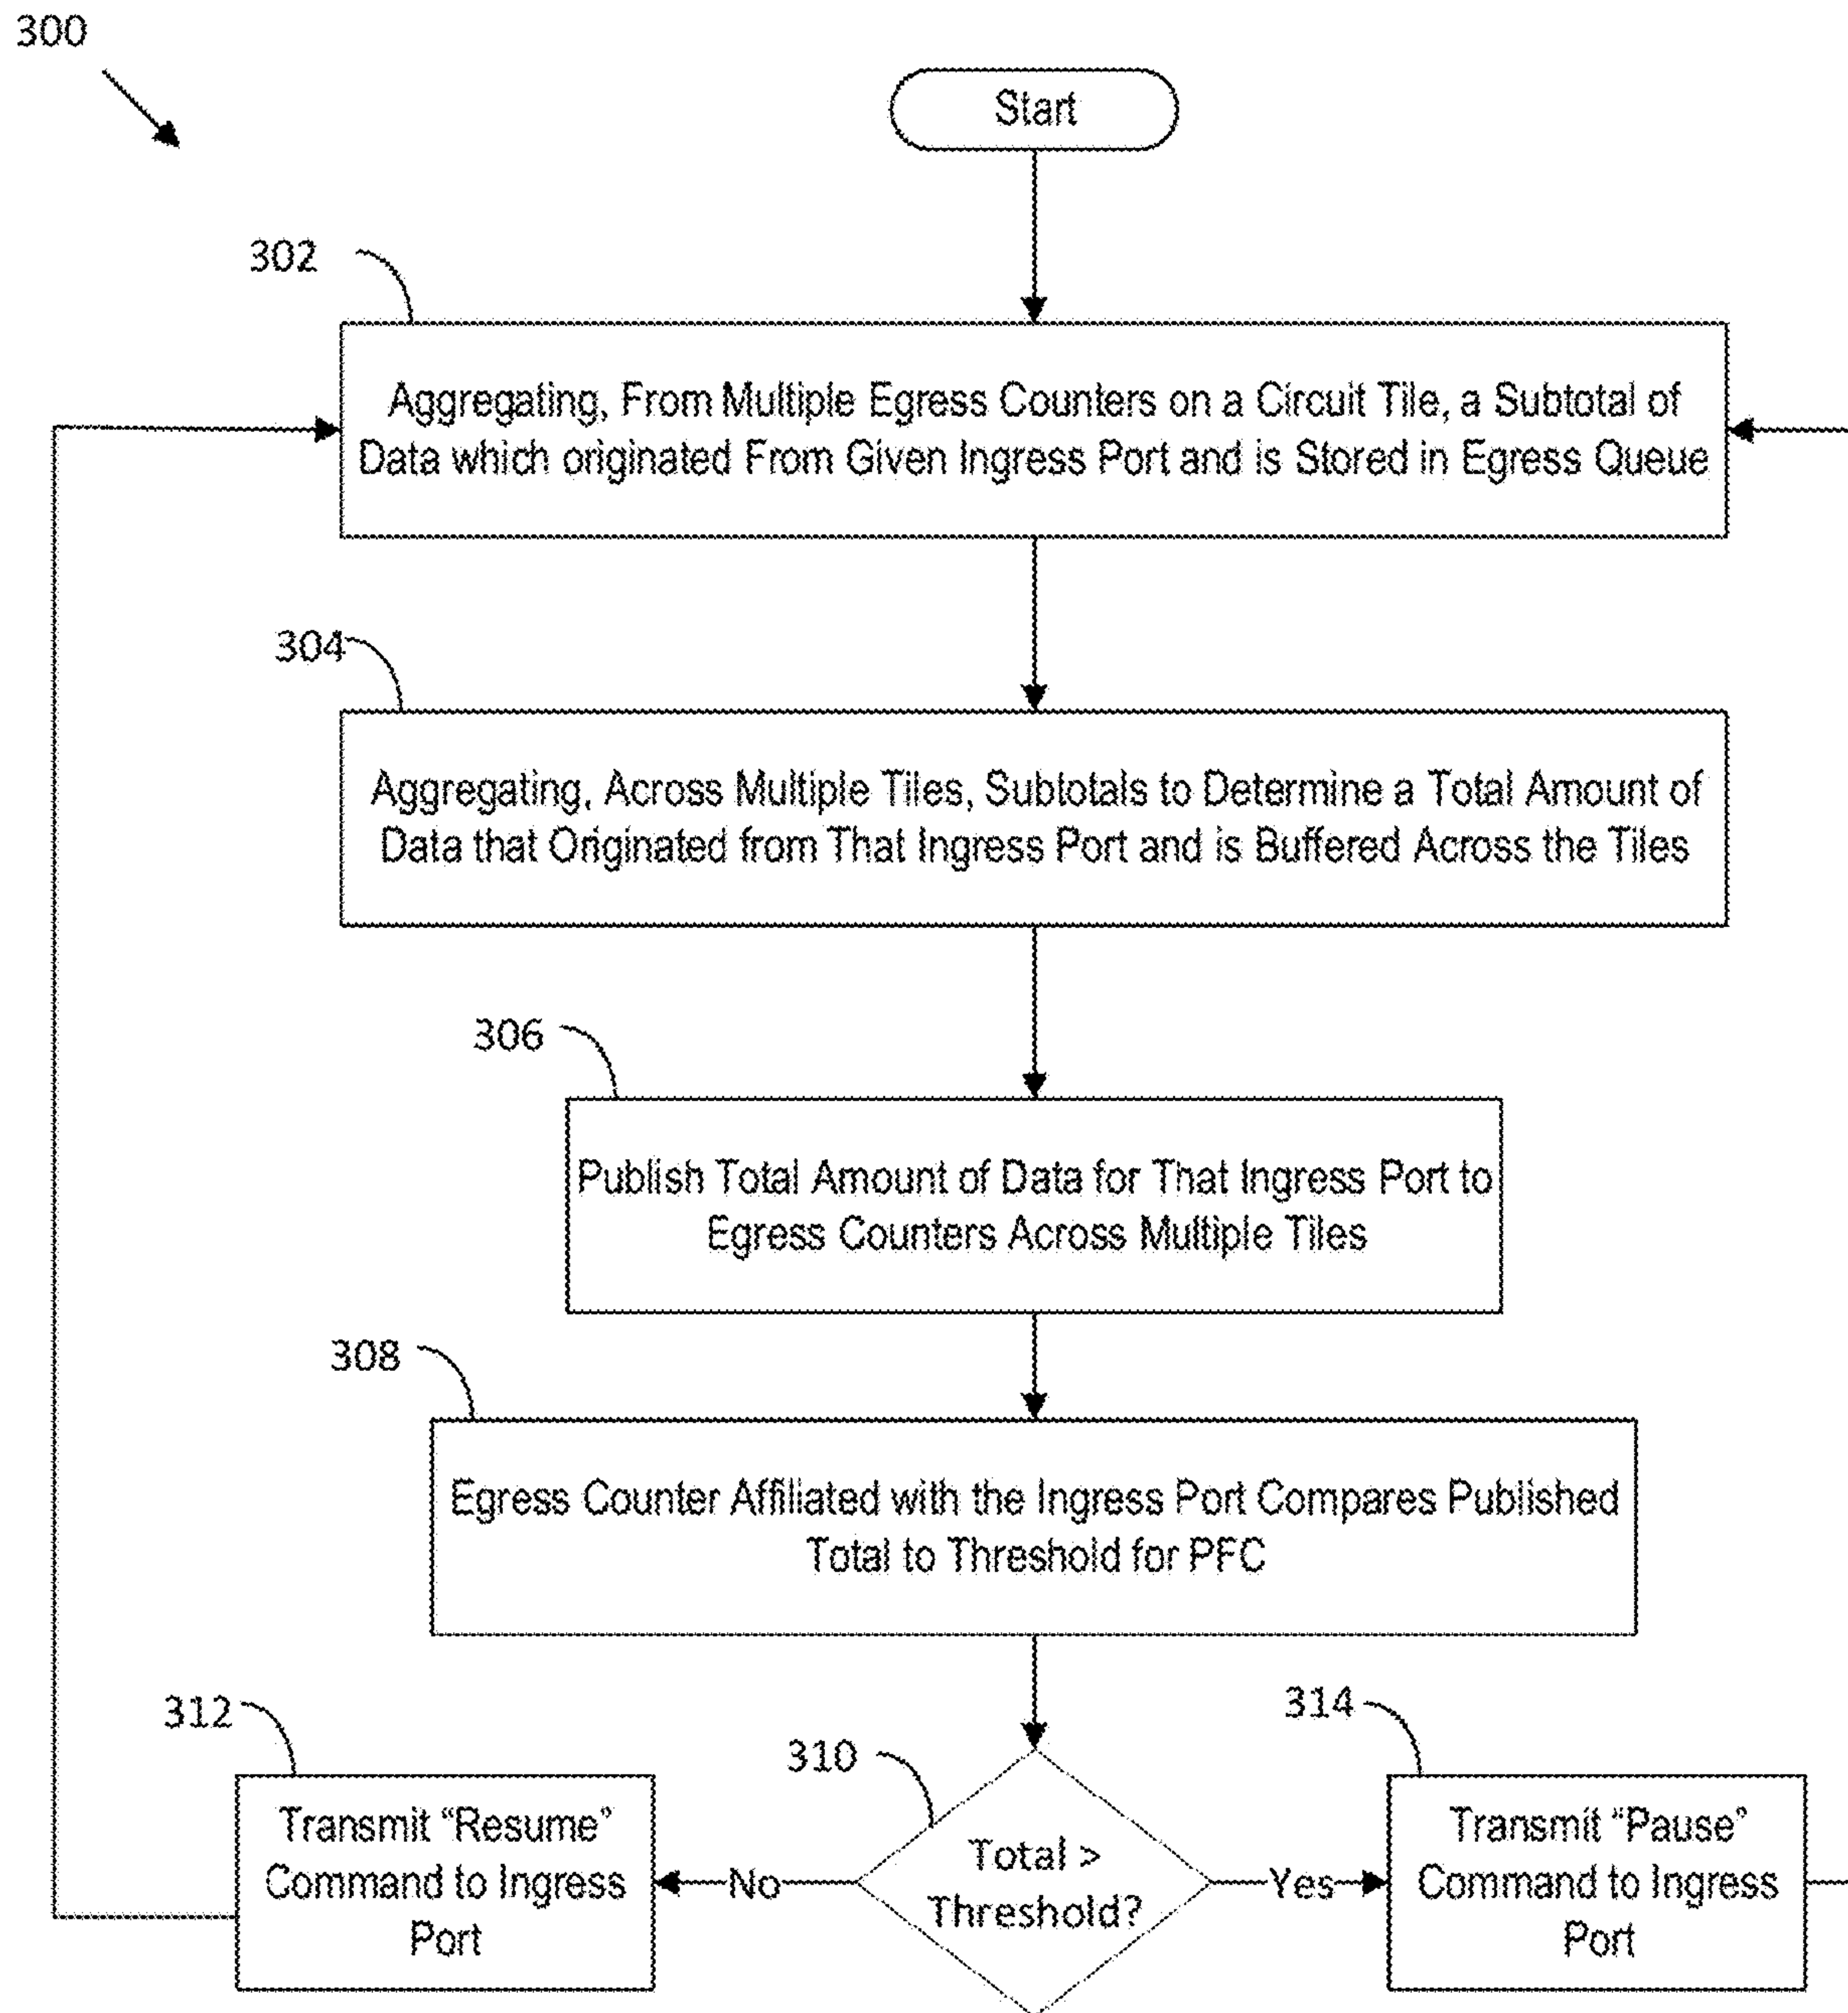 300
Start
302
Aggregating, From Multiple Egress Counters on a Circuit Tile, a Subtotal of
Data which originated From Given Ingress Port and is Stored in Egress Queue
304
Aggregating, Across Multiple Tiles, Subtotals to Determine a Total Amount of
Data that Originated from That Ingress Port and is Buffered Across the Tiles
306
Publish Total Amount of Data for That Ingress Port to
Egress Counters Across Multiple Tiles
308
Egress Counter Affiliated with the Ingress Port Compares Published
Total to Threshold for PFC
312
Transmit “Resume”
Command to Ingress
Port
No
310
Total >
Threshold?
Yes
314
Transmit “Pause”
Command to Ingress
Port